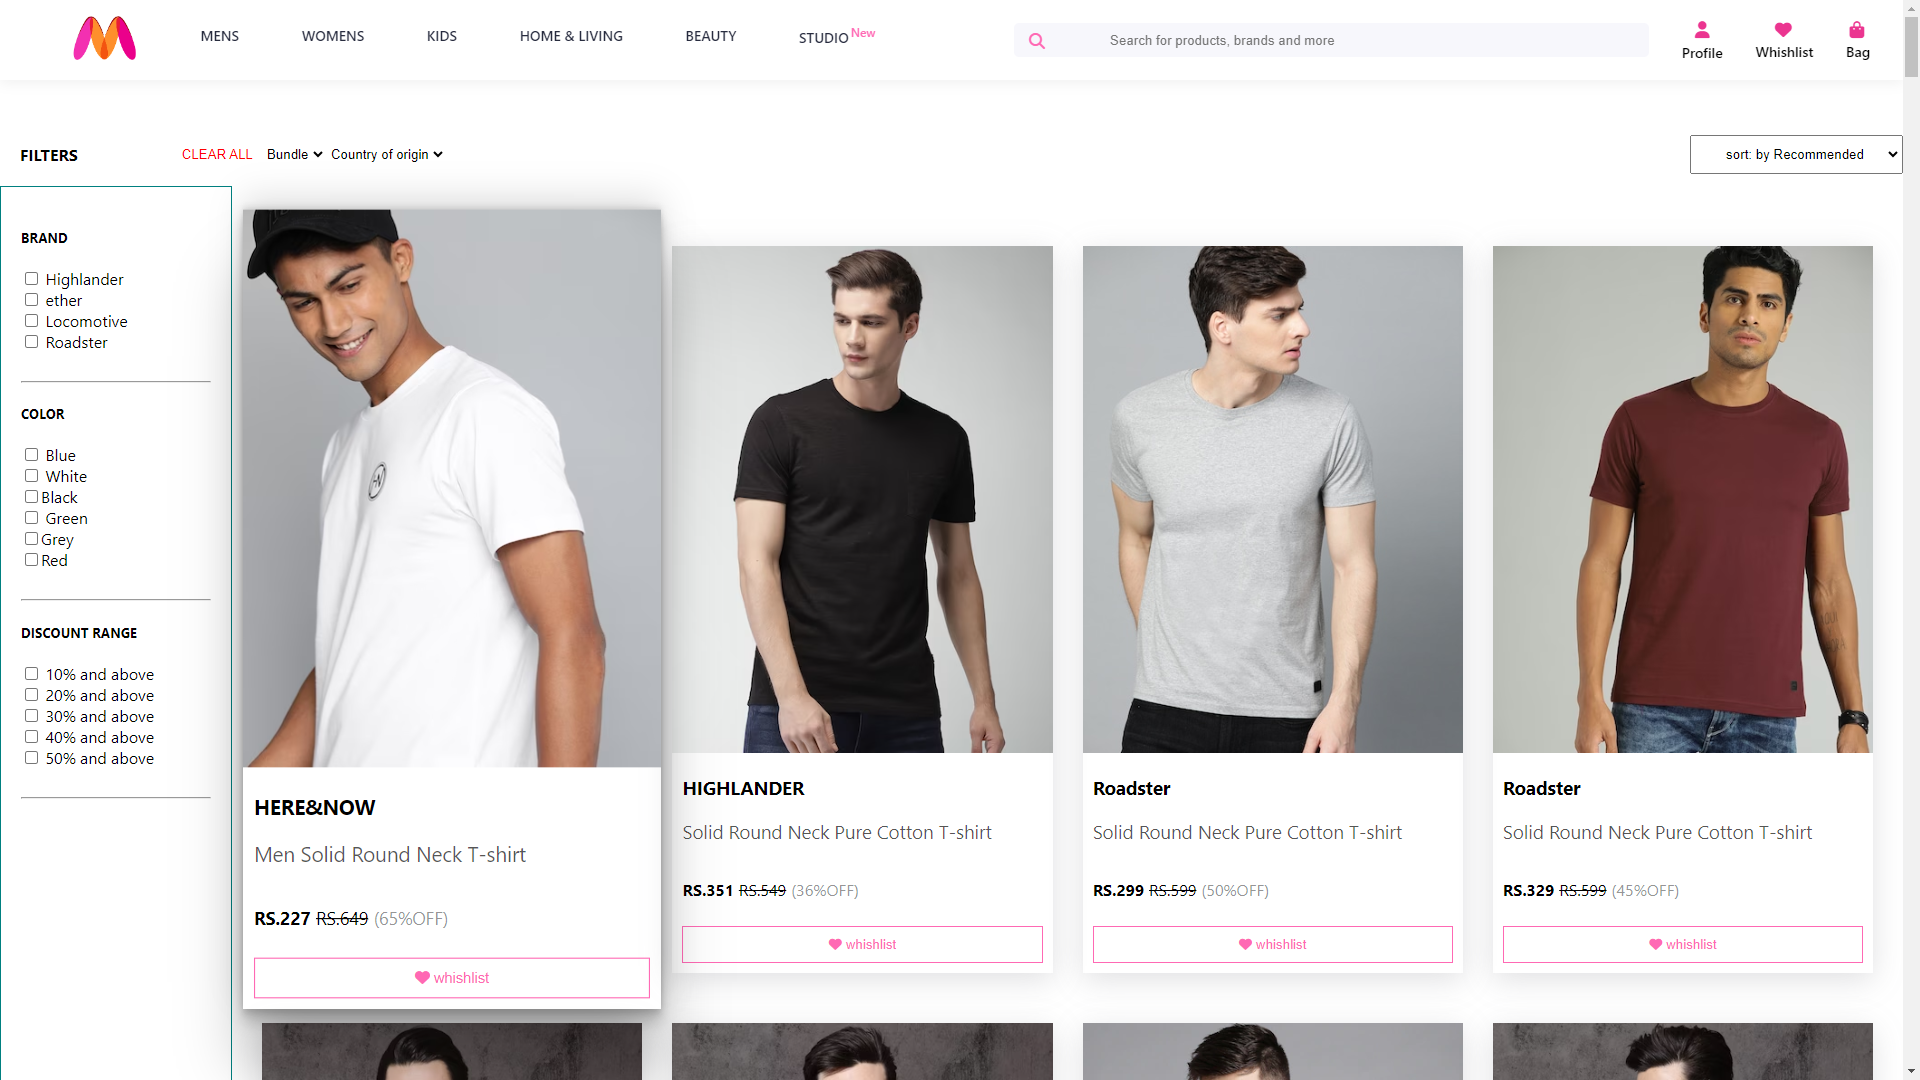 MENS WOMENS KIDS HOME & LIVING BEAUTY STUDIO New
Search for products, brands and more
Profile Whishlist Bag
FILTERS CLEAR ALL Bundle Country of origin sort: by Recommended
BRAND
Highlander
ether
Locomotive
Roadster
COLOR
Blue
White
Black
Green
Grey
Red
DISCOUNT RANGE
10% and above
20% and above
30% and above
40% and above
50% and above
HERE&NOW
Men Solid Round Neck T-shirt
RS.227 RS.649 (65%OFF)
whishlist
HIGHLANDER
Solid Round Neck Pure Cotton T-shirt
RS.351 RS.549 (36%OFF)
whishlist
Roadster
Solid Round Neck Pure Cotton T-shirt
RS.299 RS.599 (50%OFF)
whishlist
Roadster
Solid Round Neck Pure Cotton T-shirt
RS.329 RS.599 (45%OFF)
whishlist